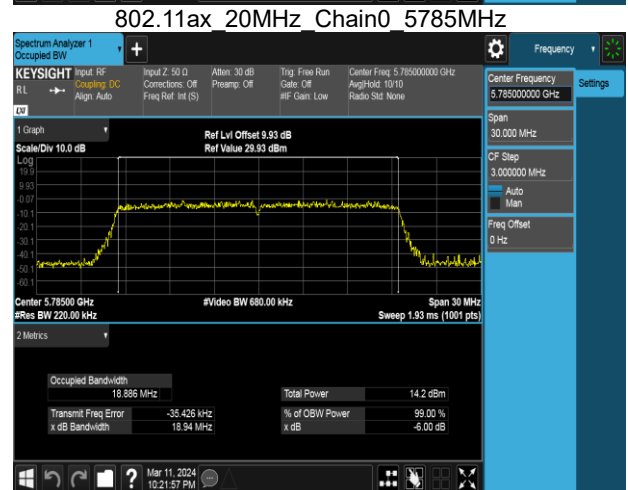 802.11ax_20MHz_Chain0_5785MHz
Spectrum Analyzer 1
Occupied BW
Frequency
KEYSIGHT
RL
LXI
Input: RF
Coupling: DC
Align: Auto
Input Z: 50 Ω
Corrections: Off
Freq Ref: Int (S)
Atten: 30 dB
Preamp: Off
Trig: Free Run
Gate: Off
#IF Gain: Low
Center Freq: 5.785000000 GHz
Avg|Hold: 10/10
Radio Std: None
Center Frequency
5.785000000 GHz
Settings
Span
30.000 MHz
CF Step
3.000000 MHz
Auto
Man
Freq Offset
0 Hz
1 Graph
Scale/Div 10.0 dB
Ref Lvl Offset 9.93 dB
Ref Value 29.93 dBm
Log
19.9
9.93
-0.07
-10.1
-20.1
-30.1
-40.1
-50.1
-60.1
Center 5.78500 GHz
#Video BW 680.00 kHz
Span 30 MHz
#Res BW 220.00 kHz
Sweep 1.93 ms (1001 pts)
2 Metrics
Occupied Bandwidth
18.886 MHz
Total Power 14.2 dBm
Transmit Freq Error -35.426 kHz
% of OBW Power 99.00 %
x dB Bandwidth 18.94 MHz
x dB -6.00 dB
?
Mar 11, 2024
10:21:57 PM